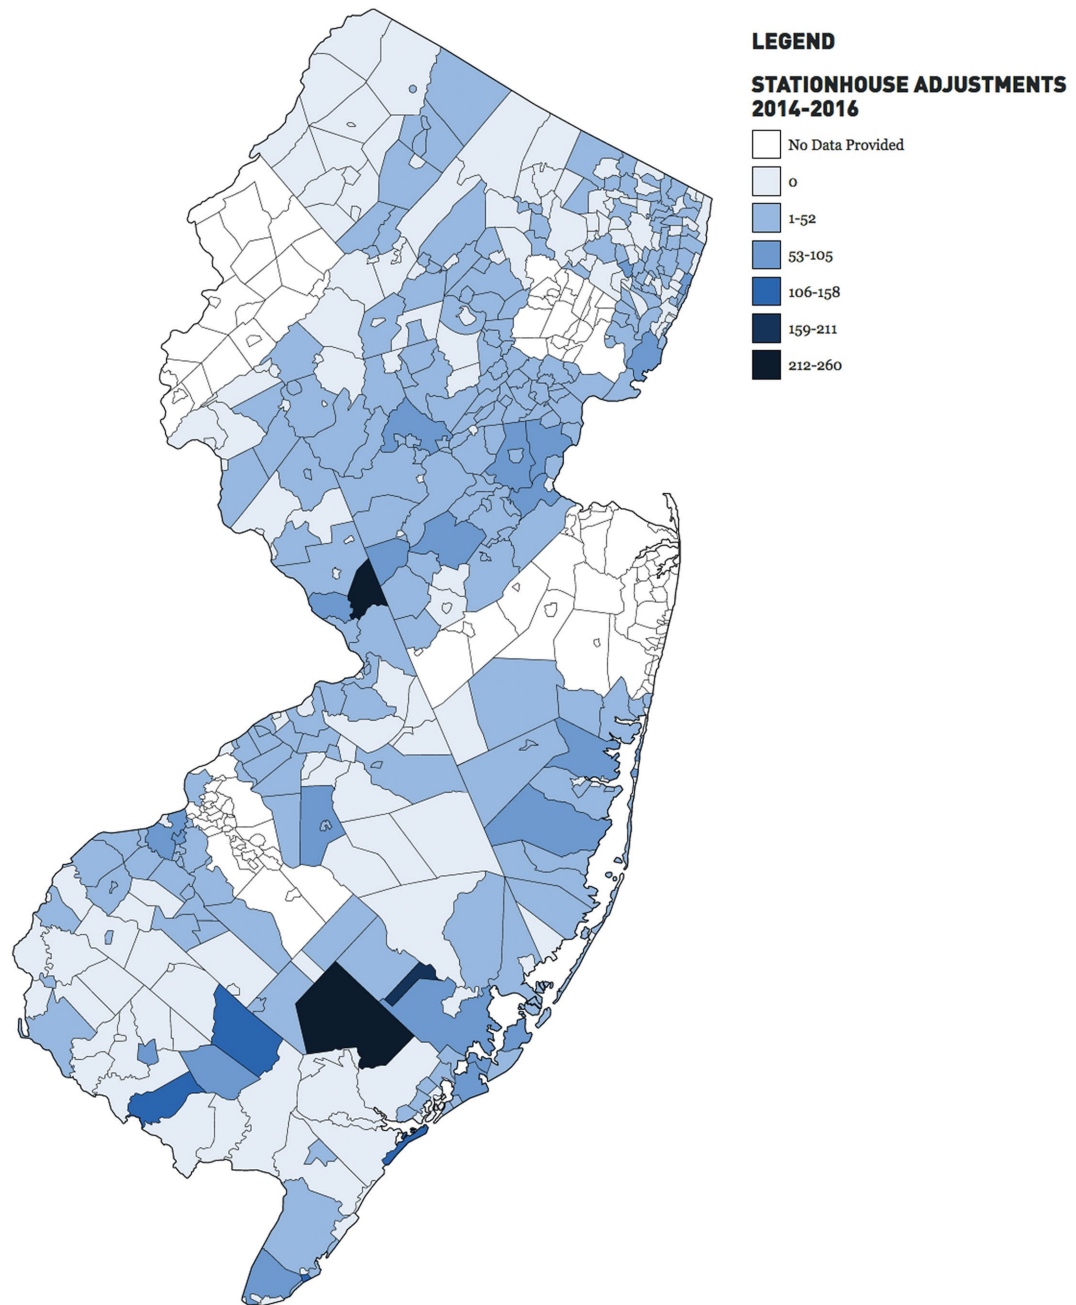 LEGEND
STATIONHOUSE ADJUSTMENTS
2014-2016
No Data Provided
0
1-52
53-105
106-158
159-211
212-260